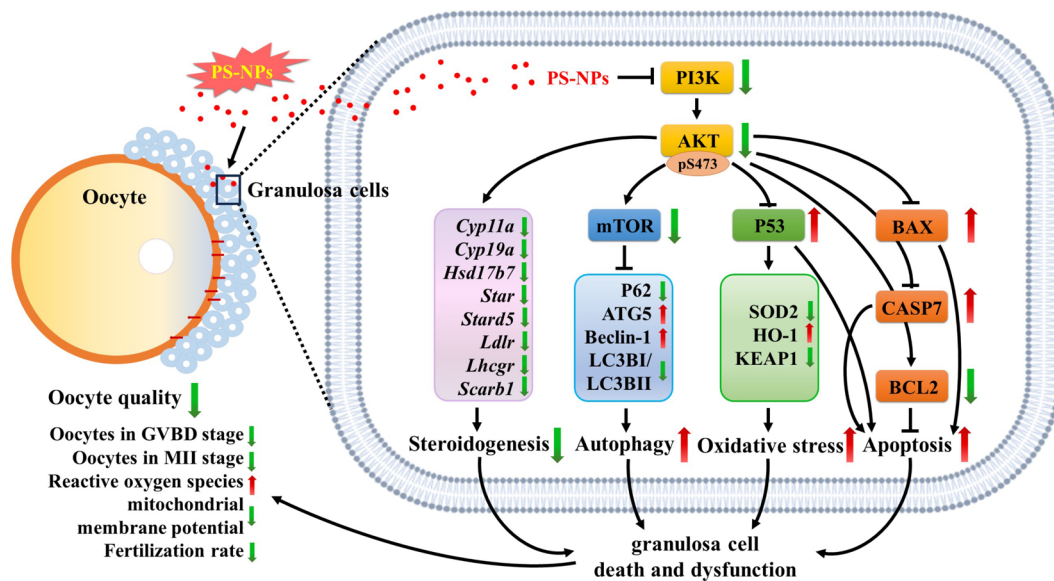 PS-NPs
Oocyte
Granulosa cells
Oocyte quality
Oocytes in GVBD stage
Oocytes in MII stage
Reactive oxygen species
mitochondrial
membrane potential
Fertilization rate
PS-NPs
PI3K
AKT
pS473
Cyp11a
Cyp19a
Hsd17b7
Star
Stard5
Ldlr
Lhcgr
Scarb1
Steroidogenesis
mTOR
P62
ATG5
Beclin-1
LC3BI/
LC3BII
Autophagy
P53
SOD2
HO-1
KEAP1
Oxidative stress
BAX
CASP7
BCL2
Apoptosis
granulosa cell
death and dysfunction